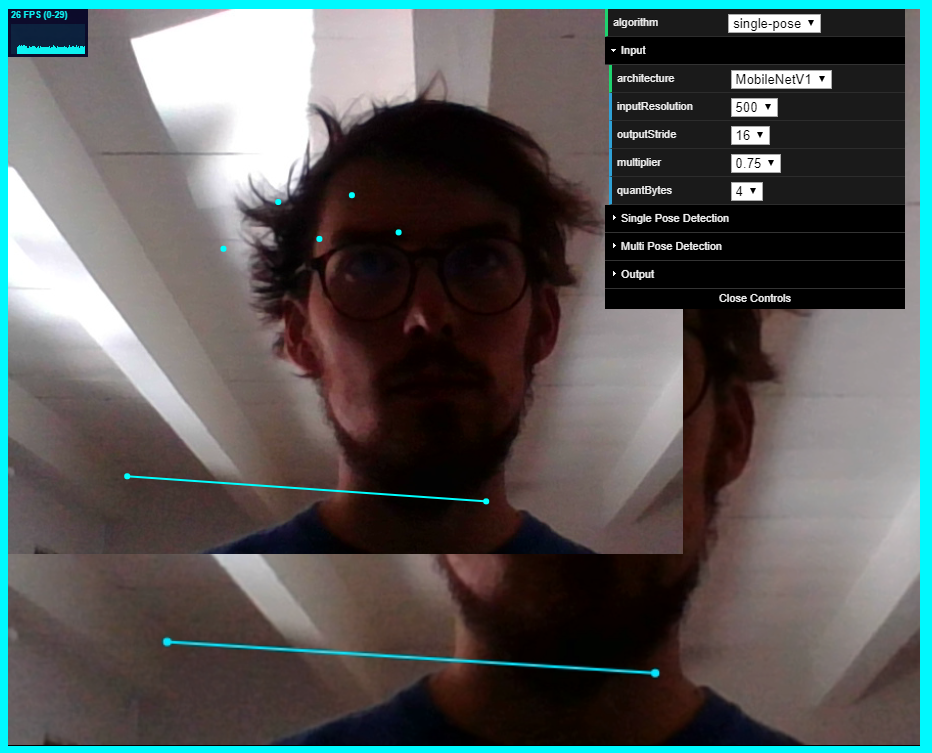 26 FPS (0-29)
algorithm single-pose
Input
architecture MobileNetV1
inputResolution 500
outputStride 16
multiplier 0.75
quantBytes 4
Single Pose Detection
Multi Pose Detection
Output
Close Controls